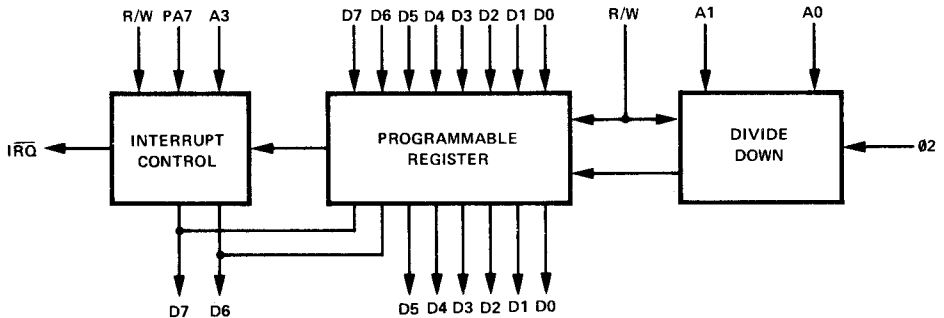 R/W PA7 A3 D7 D6 D5 D4 D3 D2 D1 D0 R/W A1 A0
IRQ
INTERRUPT
CONTROL
PROGRAMMABLE
REGISTER
DIVIDE
DOWN
Ø2
D7 D6 D5 D4 D3 D2 D1 D0